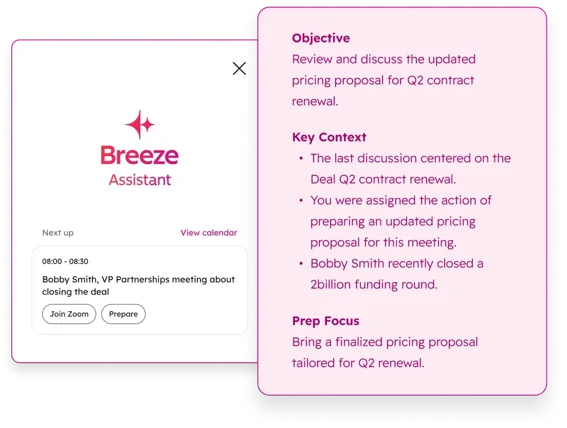 Breeze
Assistant
Next up
View calendar
08:00 - 08:30
Bobby Smith, VP Partnerships meeting about
closing the deal
Join Zoom
Prepare
Objective
Review and discuss the updated
pricing proposal for Q2 contract
renewal.
Key Context
• The last discussion centered on the
Deal Q2 contract renewal.
• You were assigned the action of
preparing an updated pricing
proposal for this meeting.
• Bobby Smith recently closed a
2billion funding round.
Prep Focus
Bring a finalized pricing proposal
tailored for Q2 renewal.